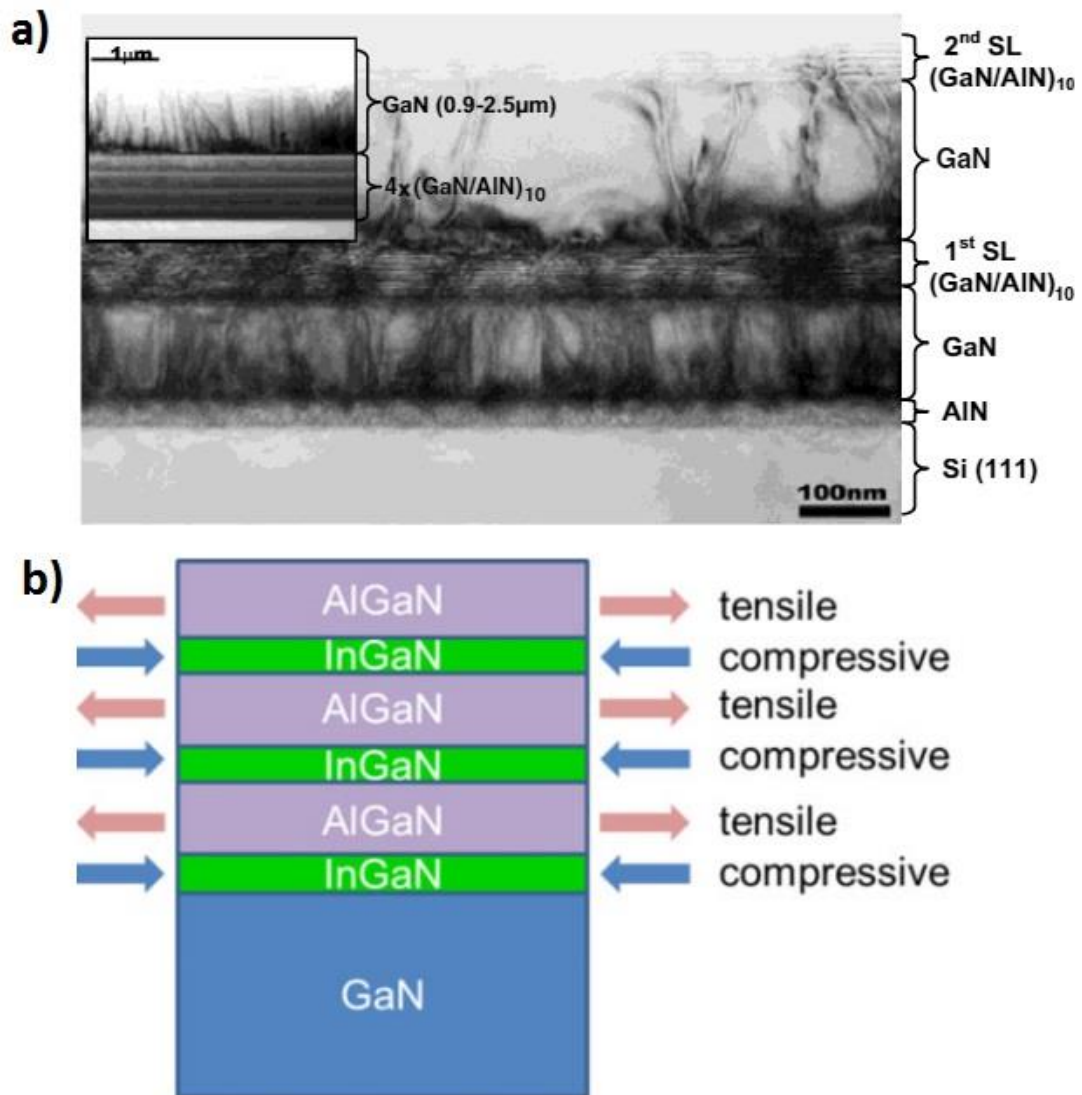 a)
1μm
GaN (0.9-2.5μm)
4x(GaN/AlN)10
2nd SL
(GaN/AlN)10
GaN
1st SL
(GaN/AlN)10
GaN
AlN
Si (111)
100nm
b)
AlGaN tensile
InGaN compressive
AlGaN tensile
InGaN compressive
AlGaN tensile
InGaN compressive
GaN